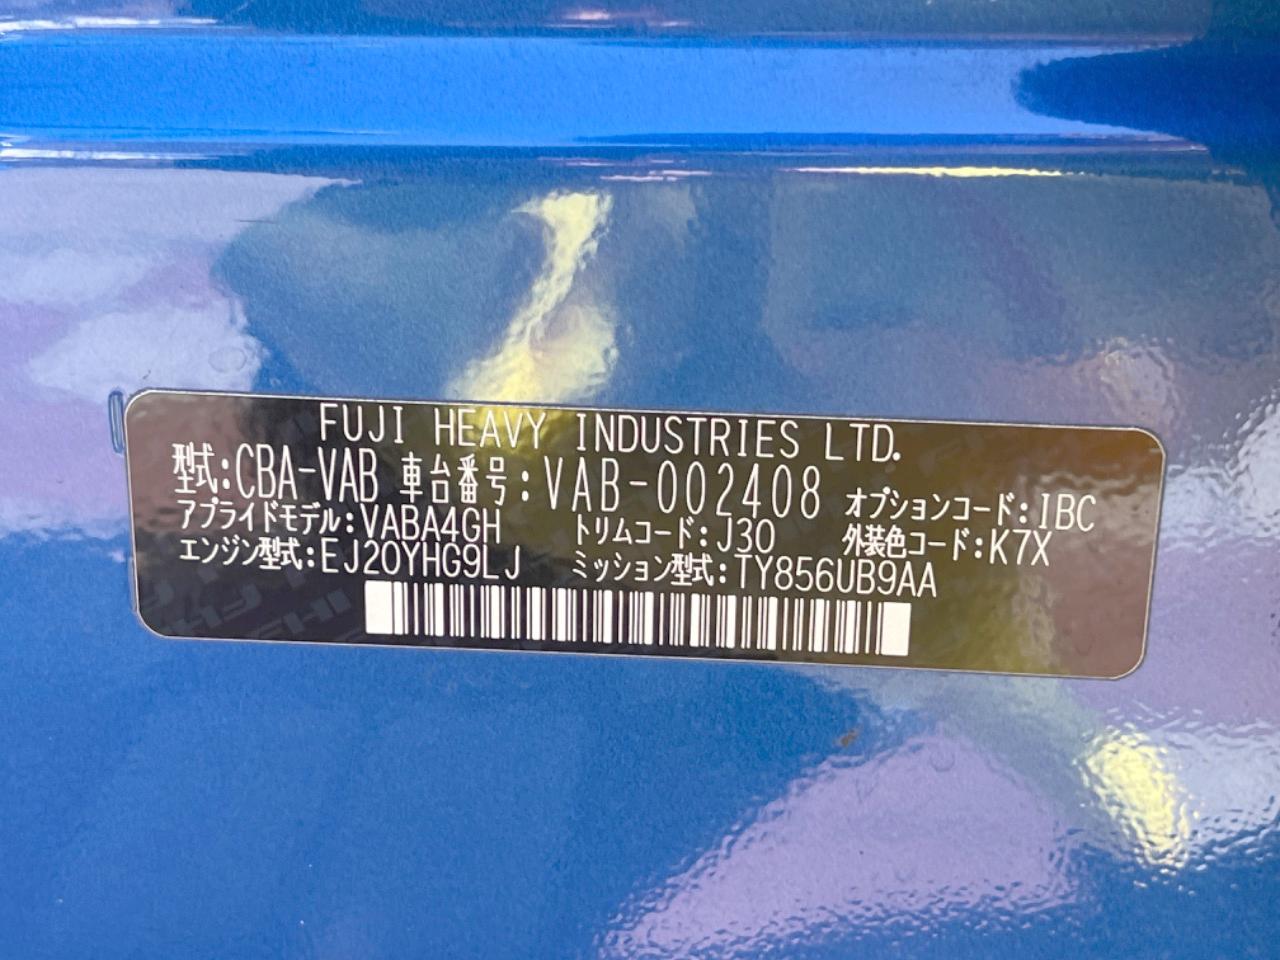 FUJI HEAVY INDUSTRIES LTD.
型式:CBA-VAB 車台番号:VAB-002408 オプションコード:IBC
アプライドモデル:VABA4GH トリムコード:J30 外装色コード:K7X
エンジン型式:EJ20YHG9LJ ミッション型式:TY856UB9AA